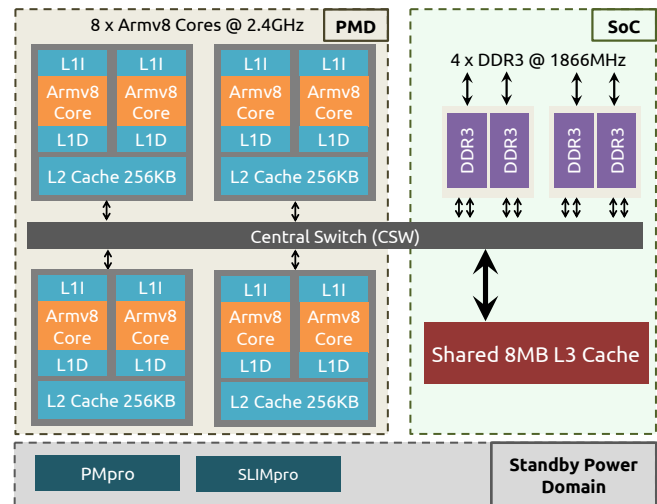 8 x Armv8 Cores @ 2.4GHz
PMD
SoC
4 x DDR3 @ 1866MHz
L1I
L1I
Armv8
Core
Armv8
Core
L1D
L1D
L2 Cache 256KB
L1I
L1I
Armv8
Core
Armv8
Core
L1D
L1D
L2 Cache 256KB
DDR3
DDR3
DDR3
DDR3
Central Switch (CSW)
L1I
L1I
Armv8
Core
Armv8
Core
L1D
L1D
L2 Cache 256KB
L1I
L1I
Armv8
Core
Armv8
Core
L1D
L1D
L2 Cache 256KB
Shared 8MB L3 Cache
PMpro
SLIMpro
Standby Power
Domain